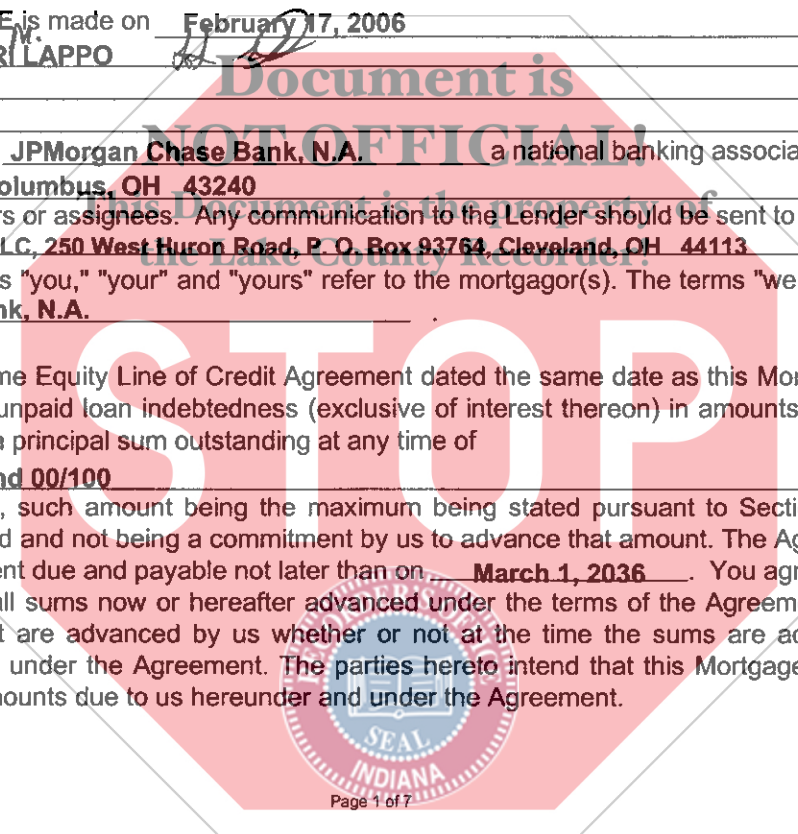 E is made on February 17, 2006
M.
RI LAPPO
Document is
NOT OFFICIAL!
JPMorgan Chase Bank, N.A. a national banking associa
olumbus, OH 43240
This Document is the property of
rs or assignees. Any communication to the Lender should be sent to
the Lake County Recorder!
LC, 250 West Huron Road, P. O. Box 93764, Cleveland, OH 44113
s "you," "your" and "yours" refer to the mortgagor(s). The terms "we
nk, N.A.
STOP
me Equity Line of Credit Agreement dated the same date as this Mor
unpaid loan indebtedness (exclusive of interest thereon) in amounts
a principal sum outstanding at any time of
nd 00/100
, such amount being the maximum being stated pursuant to Secti
d and not being a commitment by us to advance that amount. The Ag
ent due and payable not later than on March 1, 2036 . You agr
all sums now or hereafter advanced under the terms of the Agreem
t are advanced by us whether or not at the time the sums are ad
under the Agreement. The parties hereto intend that this Mortgage
mounts due to us hereunder and under the Agreement.
RECORDER'S OFFICE
SEAL
INDIANA
Page 1 of 7